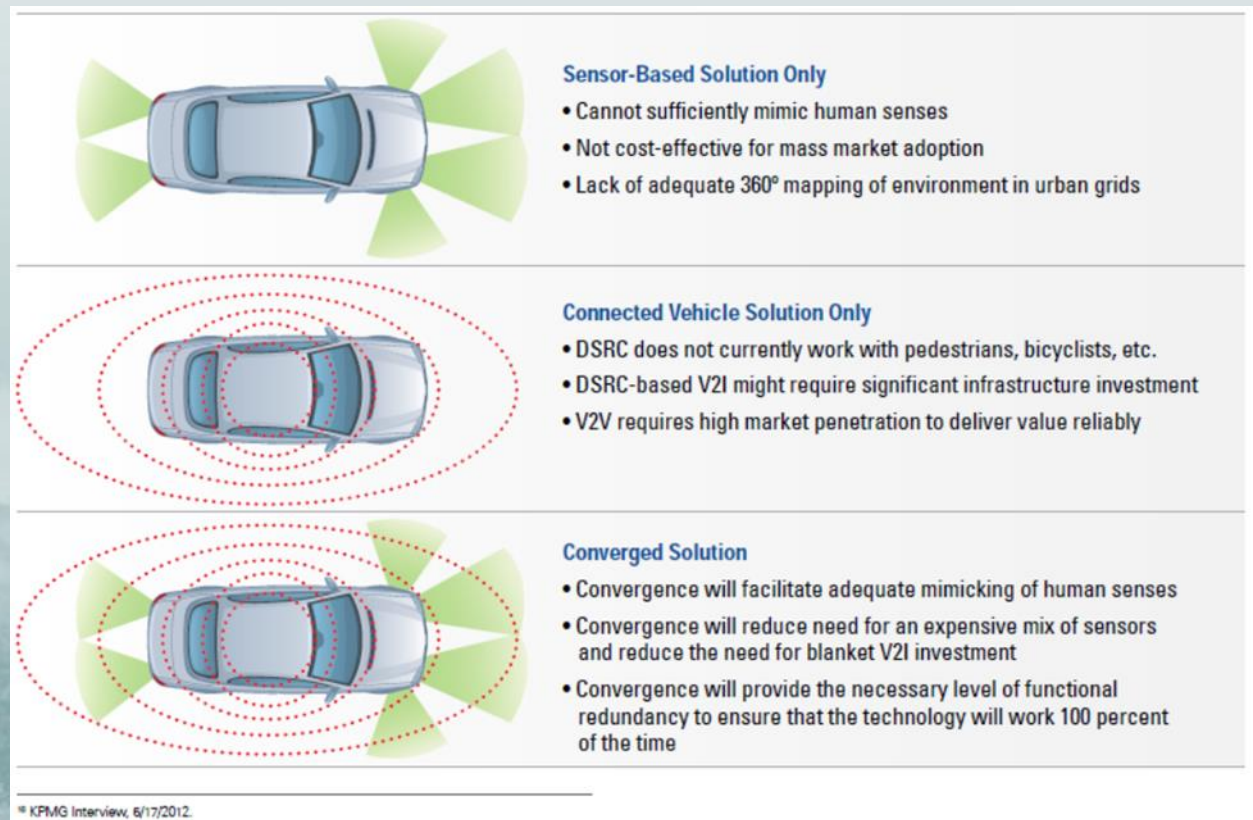 Sensor-Based Solution Only
• Cannot sufficiently mimic human senses
• Not cost-effective for mass market adoption
• Lack of adequate 360º mapping of environment in urban grids
Connected Vehicle Solution Only
• DSRC does not currently work with pedestrians, bicyclists, etc.
• DSRC-based V2I might require significant infrastructure investment
• V2V requires high market penetration to deliver value reliably
Converged Solution
• Convergence will facilitate adequate mimicking of human senses
• Convergence will reduce need for an expensive mix of sensors
and reduce the need for blanket V2I investment
• Convergence will provide the necessary level of functional
redundancy to ensure that the technology will work 100 percent
of the time
KPMG Interview, 6/17/2012.